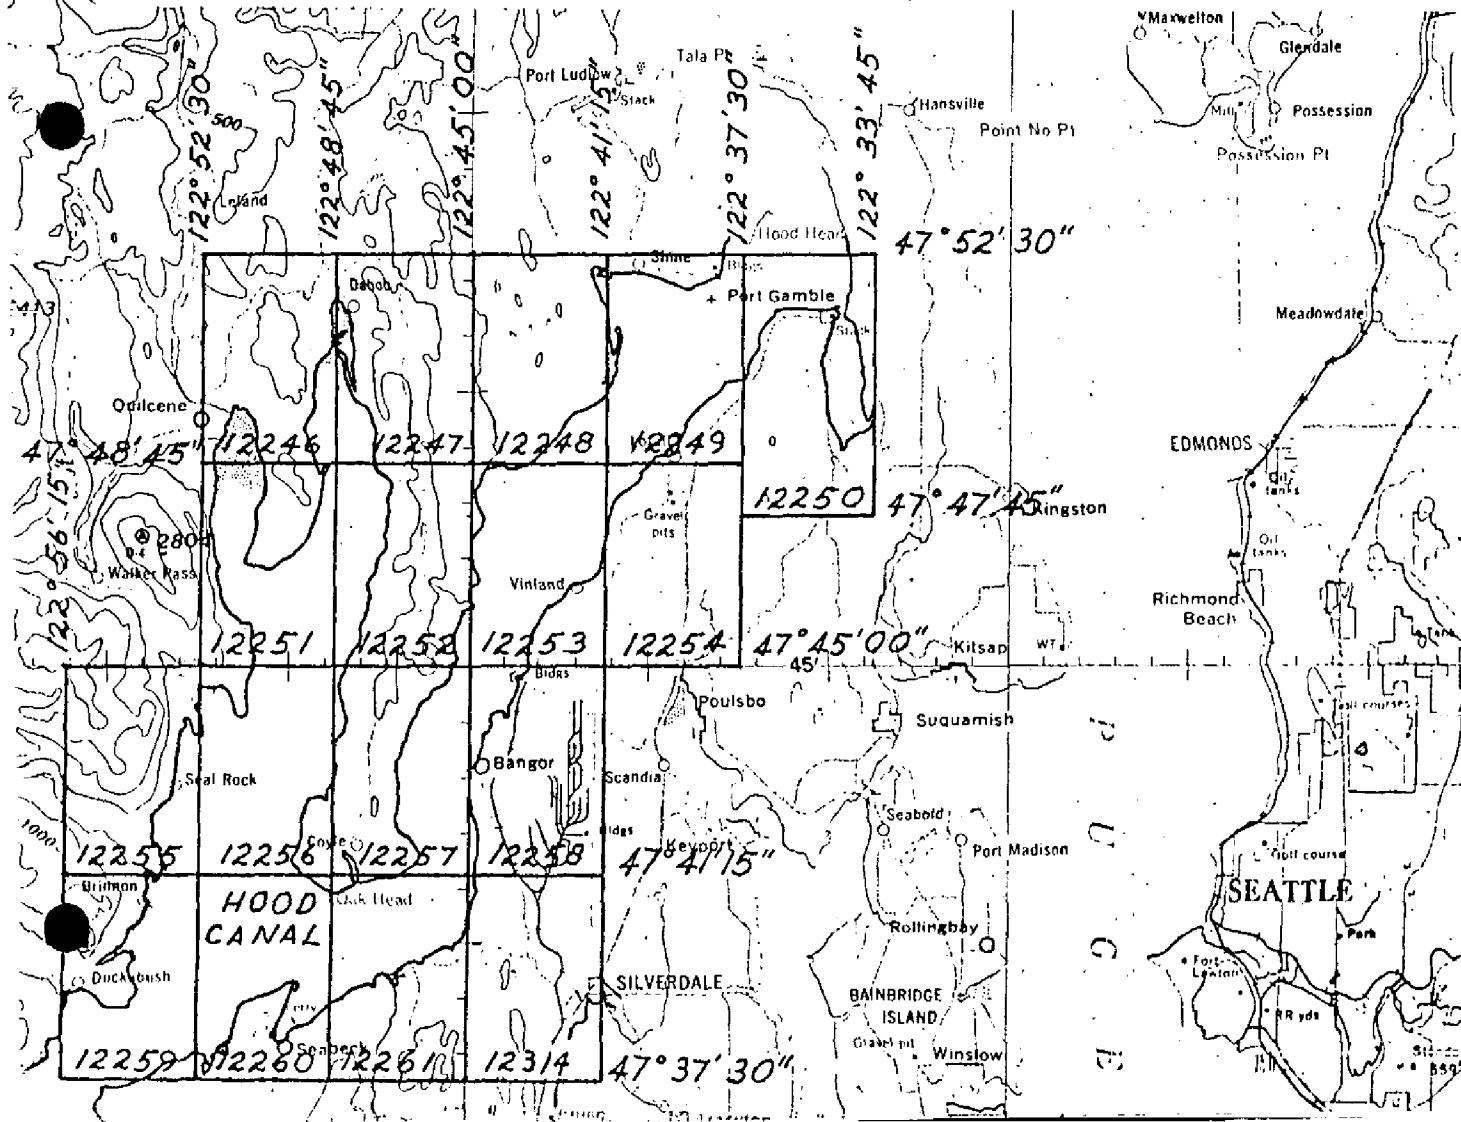 Maxwelton
Glendale
Tala Pt
Port Ludlow
Stack
Hansville
Possession
Point No Pt
Possession Pt
500
Leland
122° 52' 30"
122° 48' 45"
122° 45' 00"
122° 41' 15"
122° 37' 30"
122° 33' 45"
Hood Head
47° 52' 30"
Shine
Dabob
+ Port Gamble
Stack
Meadowdale
Quilcene
47° 48' 45"
12246
12247
12248
12249
EDMONDS
Oil
tanks
12250
47° 47' 45"
Kingston
Gravel
pits
2804
Walker Pass
122° 56' 15"
Oil
tanks
Vinland
Richmond
Beach
12251
12252
12253
12254
47° 45' 00"
45'
Kitsap
WT
Bldgs
Poulsbo
Suquamish
Bangor
Seal Rock
Scandia
Seabold
Bldgs
Keyport
Port Madison
1000
12255
12256
Coyle
12257
12258
47° 41' 15"
Golf course
Brinnon
HOOD
CANAL
Oak Head
SEATTLE
Rollingbay
Park
Duckabush
Fort
Lawton
SILVERDALE
BAINBRIDGE
ISLAND
RR yds
Gravel pit
Winslow
12259
12260
Seabeck
12261
12314
47° 37' 30"
P U G E